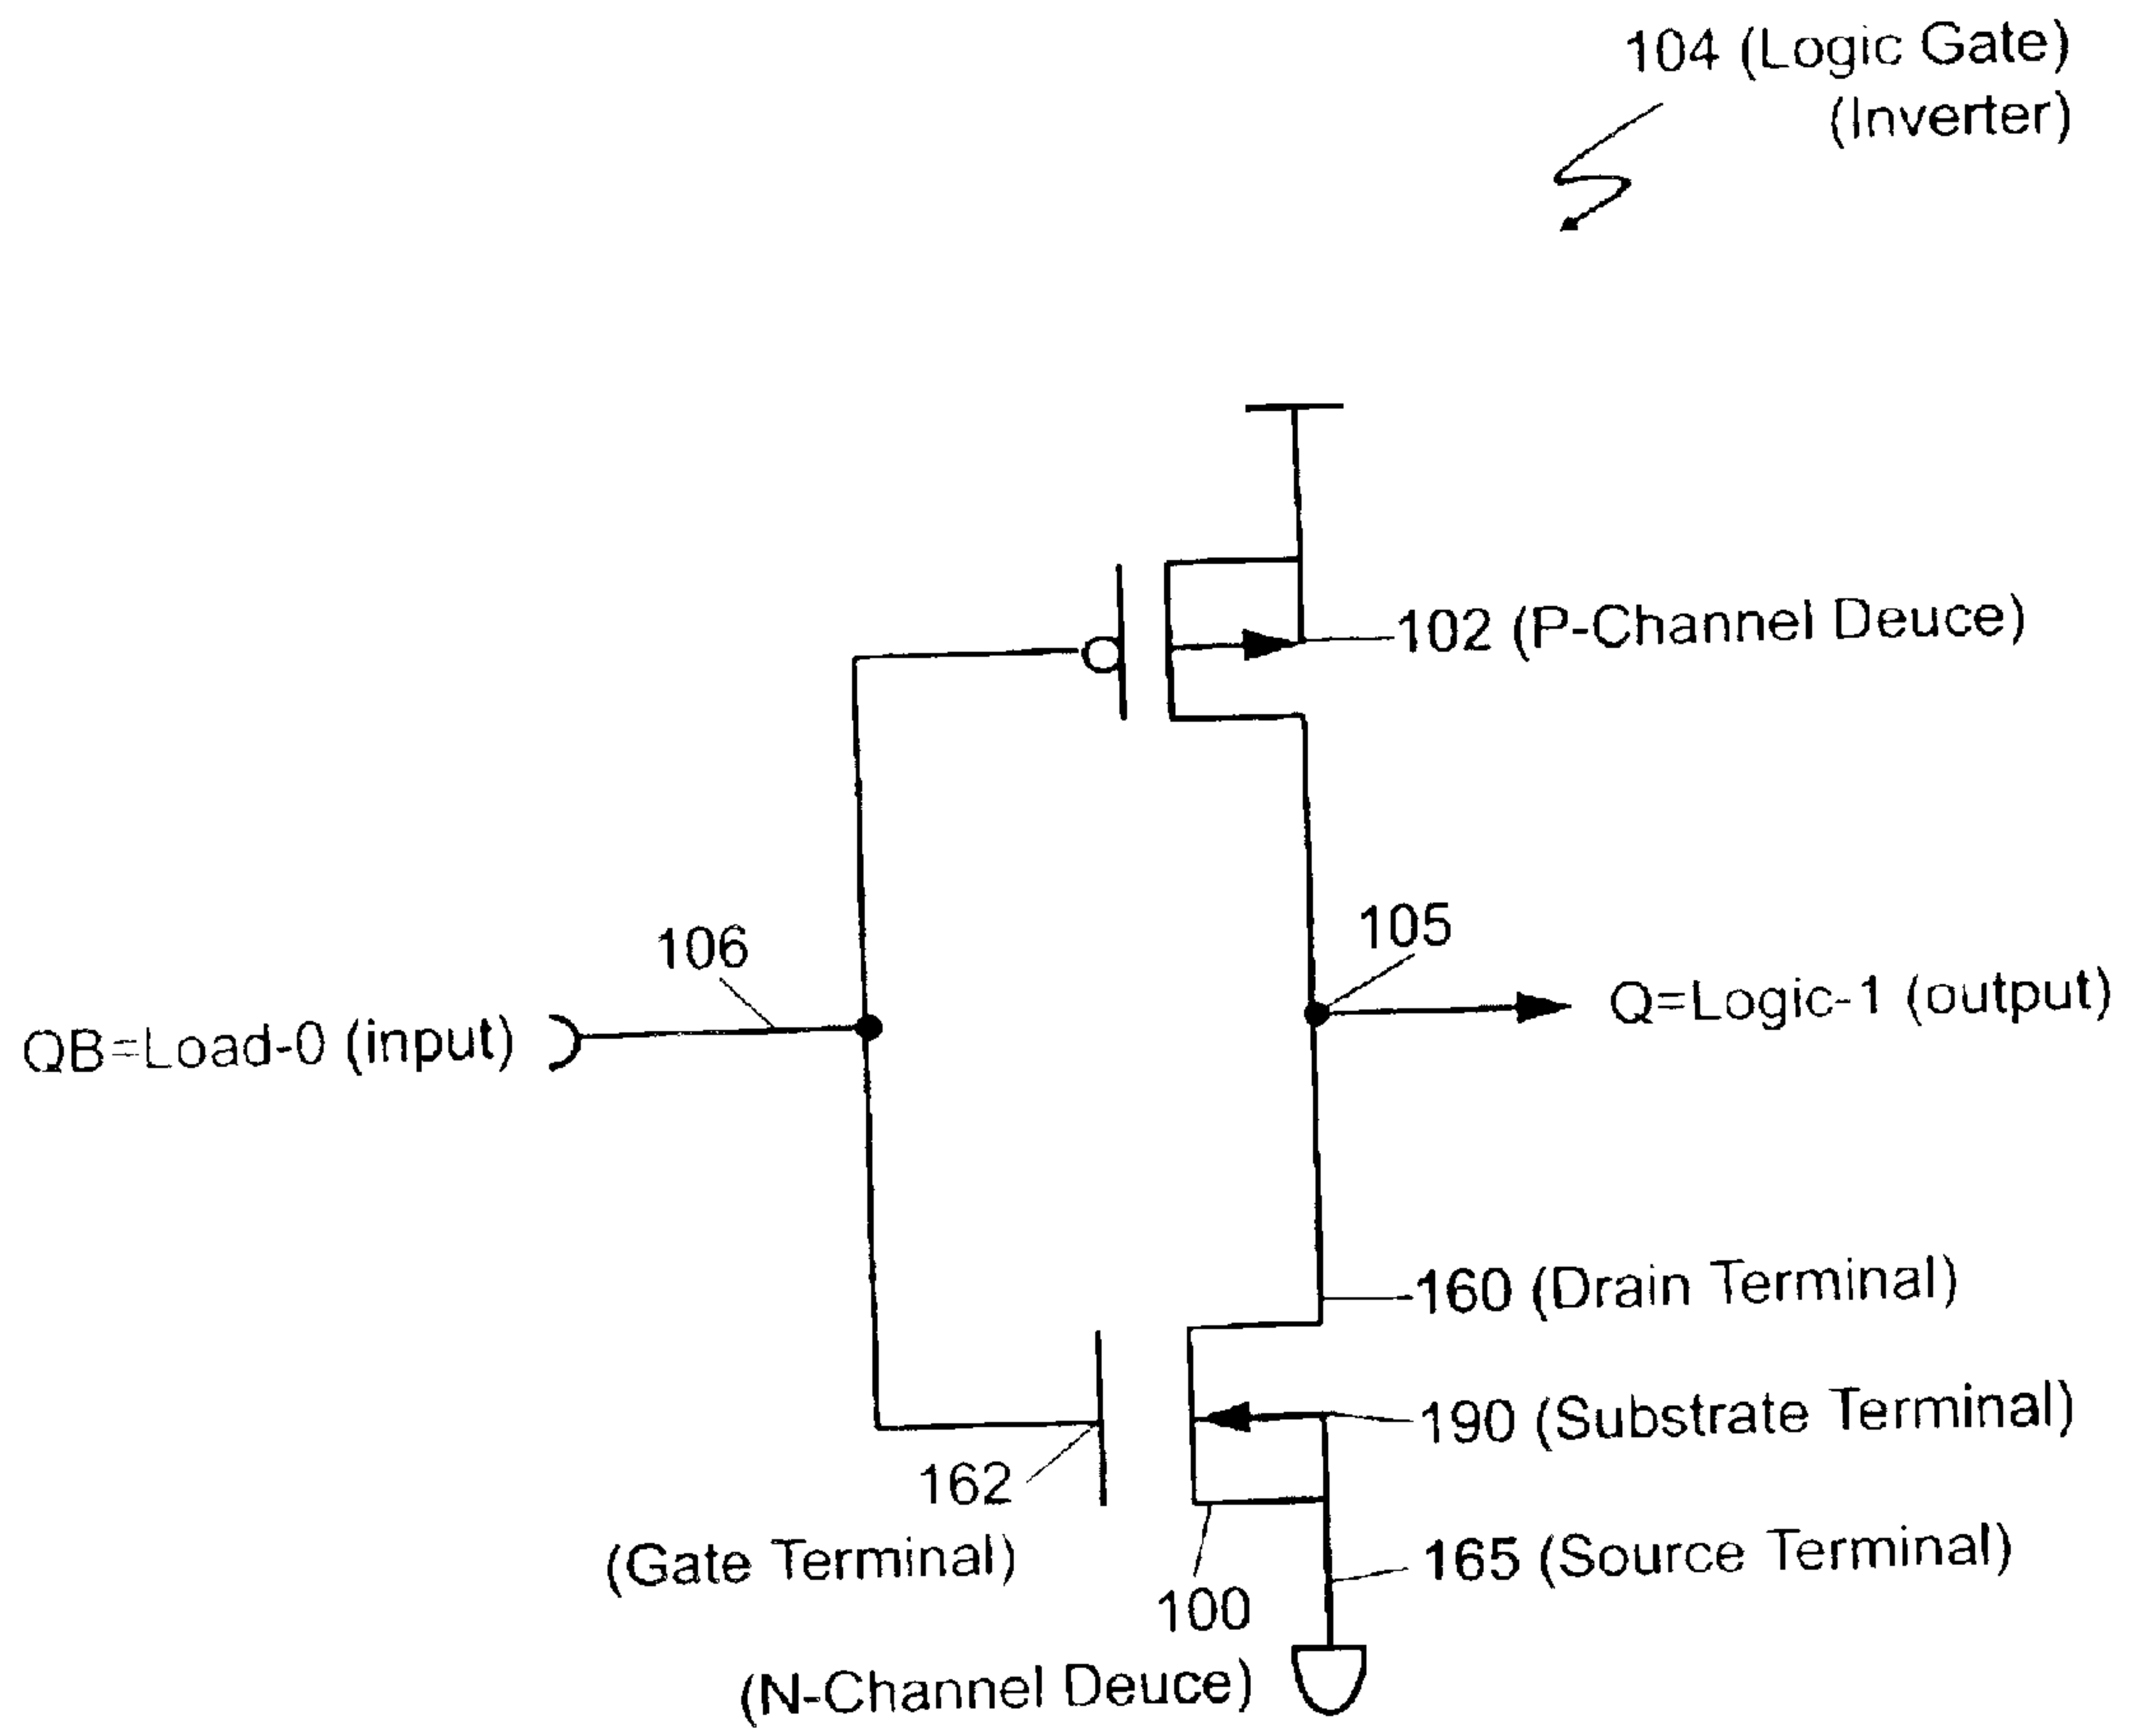 104 (Logic Gate)
(Inverter)
102 (P-Channel Deuce)
106
105
QB=Load-0 (input)
Q=Logic-1 (output)
160 (Drain Terminal)
190 (Substrate Terminal)
162
(Gate Terminal)
165 (Source Terminal)
100
(N-Channel Deuce)